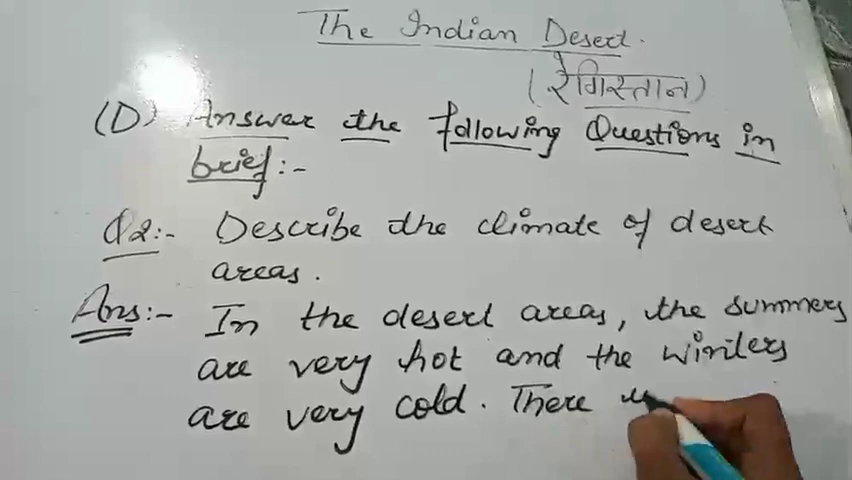 The Indian Desert.
(रेगिस्तान)
(D) Answer the following Questions in
brief:-
Q2:- Describe the climate of desert
areas.
Ans:- In the desert areas, the summers
are very hot and the winters
are very cold. There